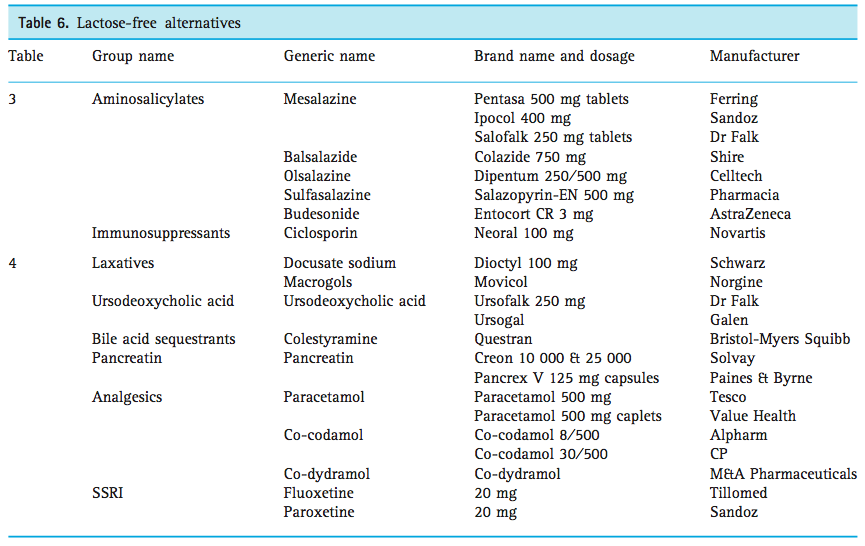 Table 6. Lactose-free alternatives
Table Group name Generic name Brand name and dosage Manufacturer
3 Aminosalicylates Mesalazine Pentasa 500 mg tablets Ferring
Ipocol 400 mg Sandoz
Salofalk 250 mg tablets Dr Falk
Balsalazide Colazide 750 mg Shire
Olsalazine Dipentum 250/500 mg Celltech
Sulfasalazine Salazopyrin-EN 500 mg Pharmacia
Budesonide Entocort CR 3 mg AstraZeneca
Immunosuppressants Ciclosporin Neoral 100 mg Novartis
4 Laxatives Docusate sodium Dioctyl 100 mg Schwarz
Macrogols Movicol Norgine
Ursodeoxycholic acid Ursodeoxycholic acid Ursofalk 250 mg Dr Falk
Ursogal Galen
Bile acid sequestrants Colestyramine Questran Bristol-Myers Squibb
Pancreatin Pancreatin Creon 10 000 & 25 000 Solvay
Pancrex V 125 mg capsules Paines & Byrne
Analgesics Paracetamol Paracetamol 500 mg Tesco
Paracetamol 500 mg caplets Value Health
Co-codamol Co-codamol 8/500 Alpharm
Co-codamol 30/500 CP
Co-dydramol Co-dydramol M&A Pharmaceuticals
SSRI Fluoxetine 20 mg Tillomed
Paroxetine 20 mg Sandoz